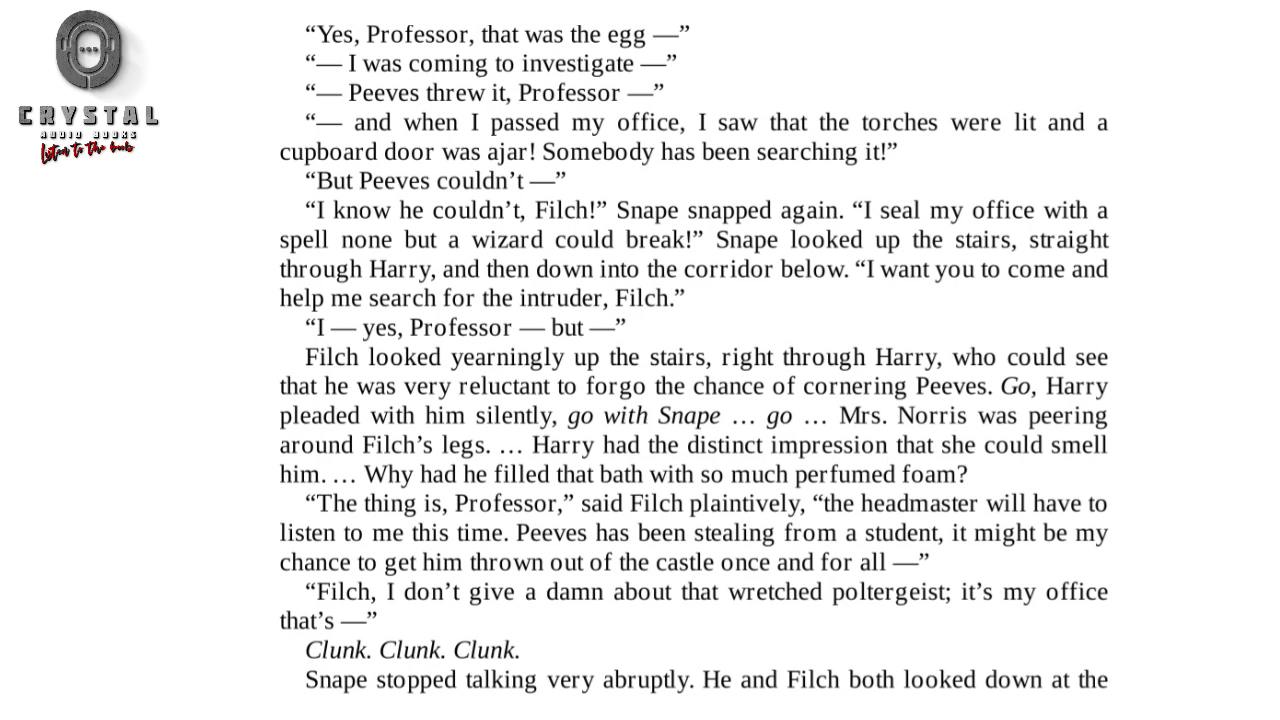 CRYSTAL
AUDIO BOOKS
Listen to the book
“Yes, Professor, that was the egg —”
“— I was coming to investigate —”
“— Peeves threw it, Professor —”
“— and when I passed my office, I saw that the torches were lit and a
cupboard door was ajar! Somebody has been searching it!”
“But Peeves couldn’t —”
“I know he couldn’t, Filch!” Snape snapped again. “I seal my office with a
spell none but a wizard could break!” Snape looked up the stairs, straight
through Harry, and then down into the corridor below. “I want you to come and
help me search for the intruder, Filch.”
“I — yes, Professor — but —”
Filch looked yearningly up the stairs, right through Harry, who could see
that he was very reluctant to forgo the chance of cornering Peeves. Go, Harry
pleaded with him silently, go with Snape … go … Mrs. Norris was peering
around Filch’s legs. … Harry had the distinct impression that she could smell
him. … Why had he filled that bath with so much perfumed foam?
“The thing is, Professor,” said Filch plaintively, “the headmaster will have to
listen to me this time. Peeves has been stealing from a student, it might be my
chance to get him thrown out of the castle once and for all —”
“Filch, I don’t give a damn about that wretched poltergeist; it’s my office
that’s —”
Clunk. Clunk. Clunk.
Snape stopped talking very abruptly. He and Filch both looked down at the